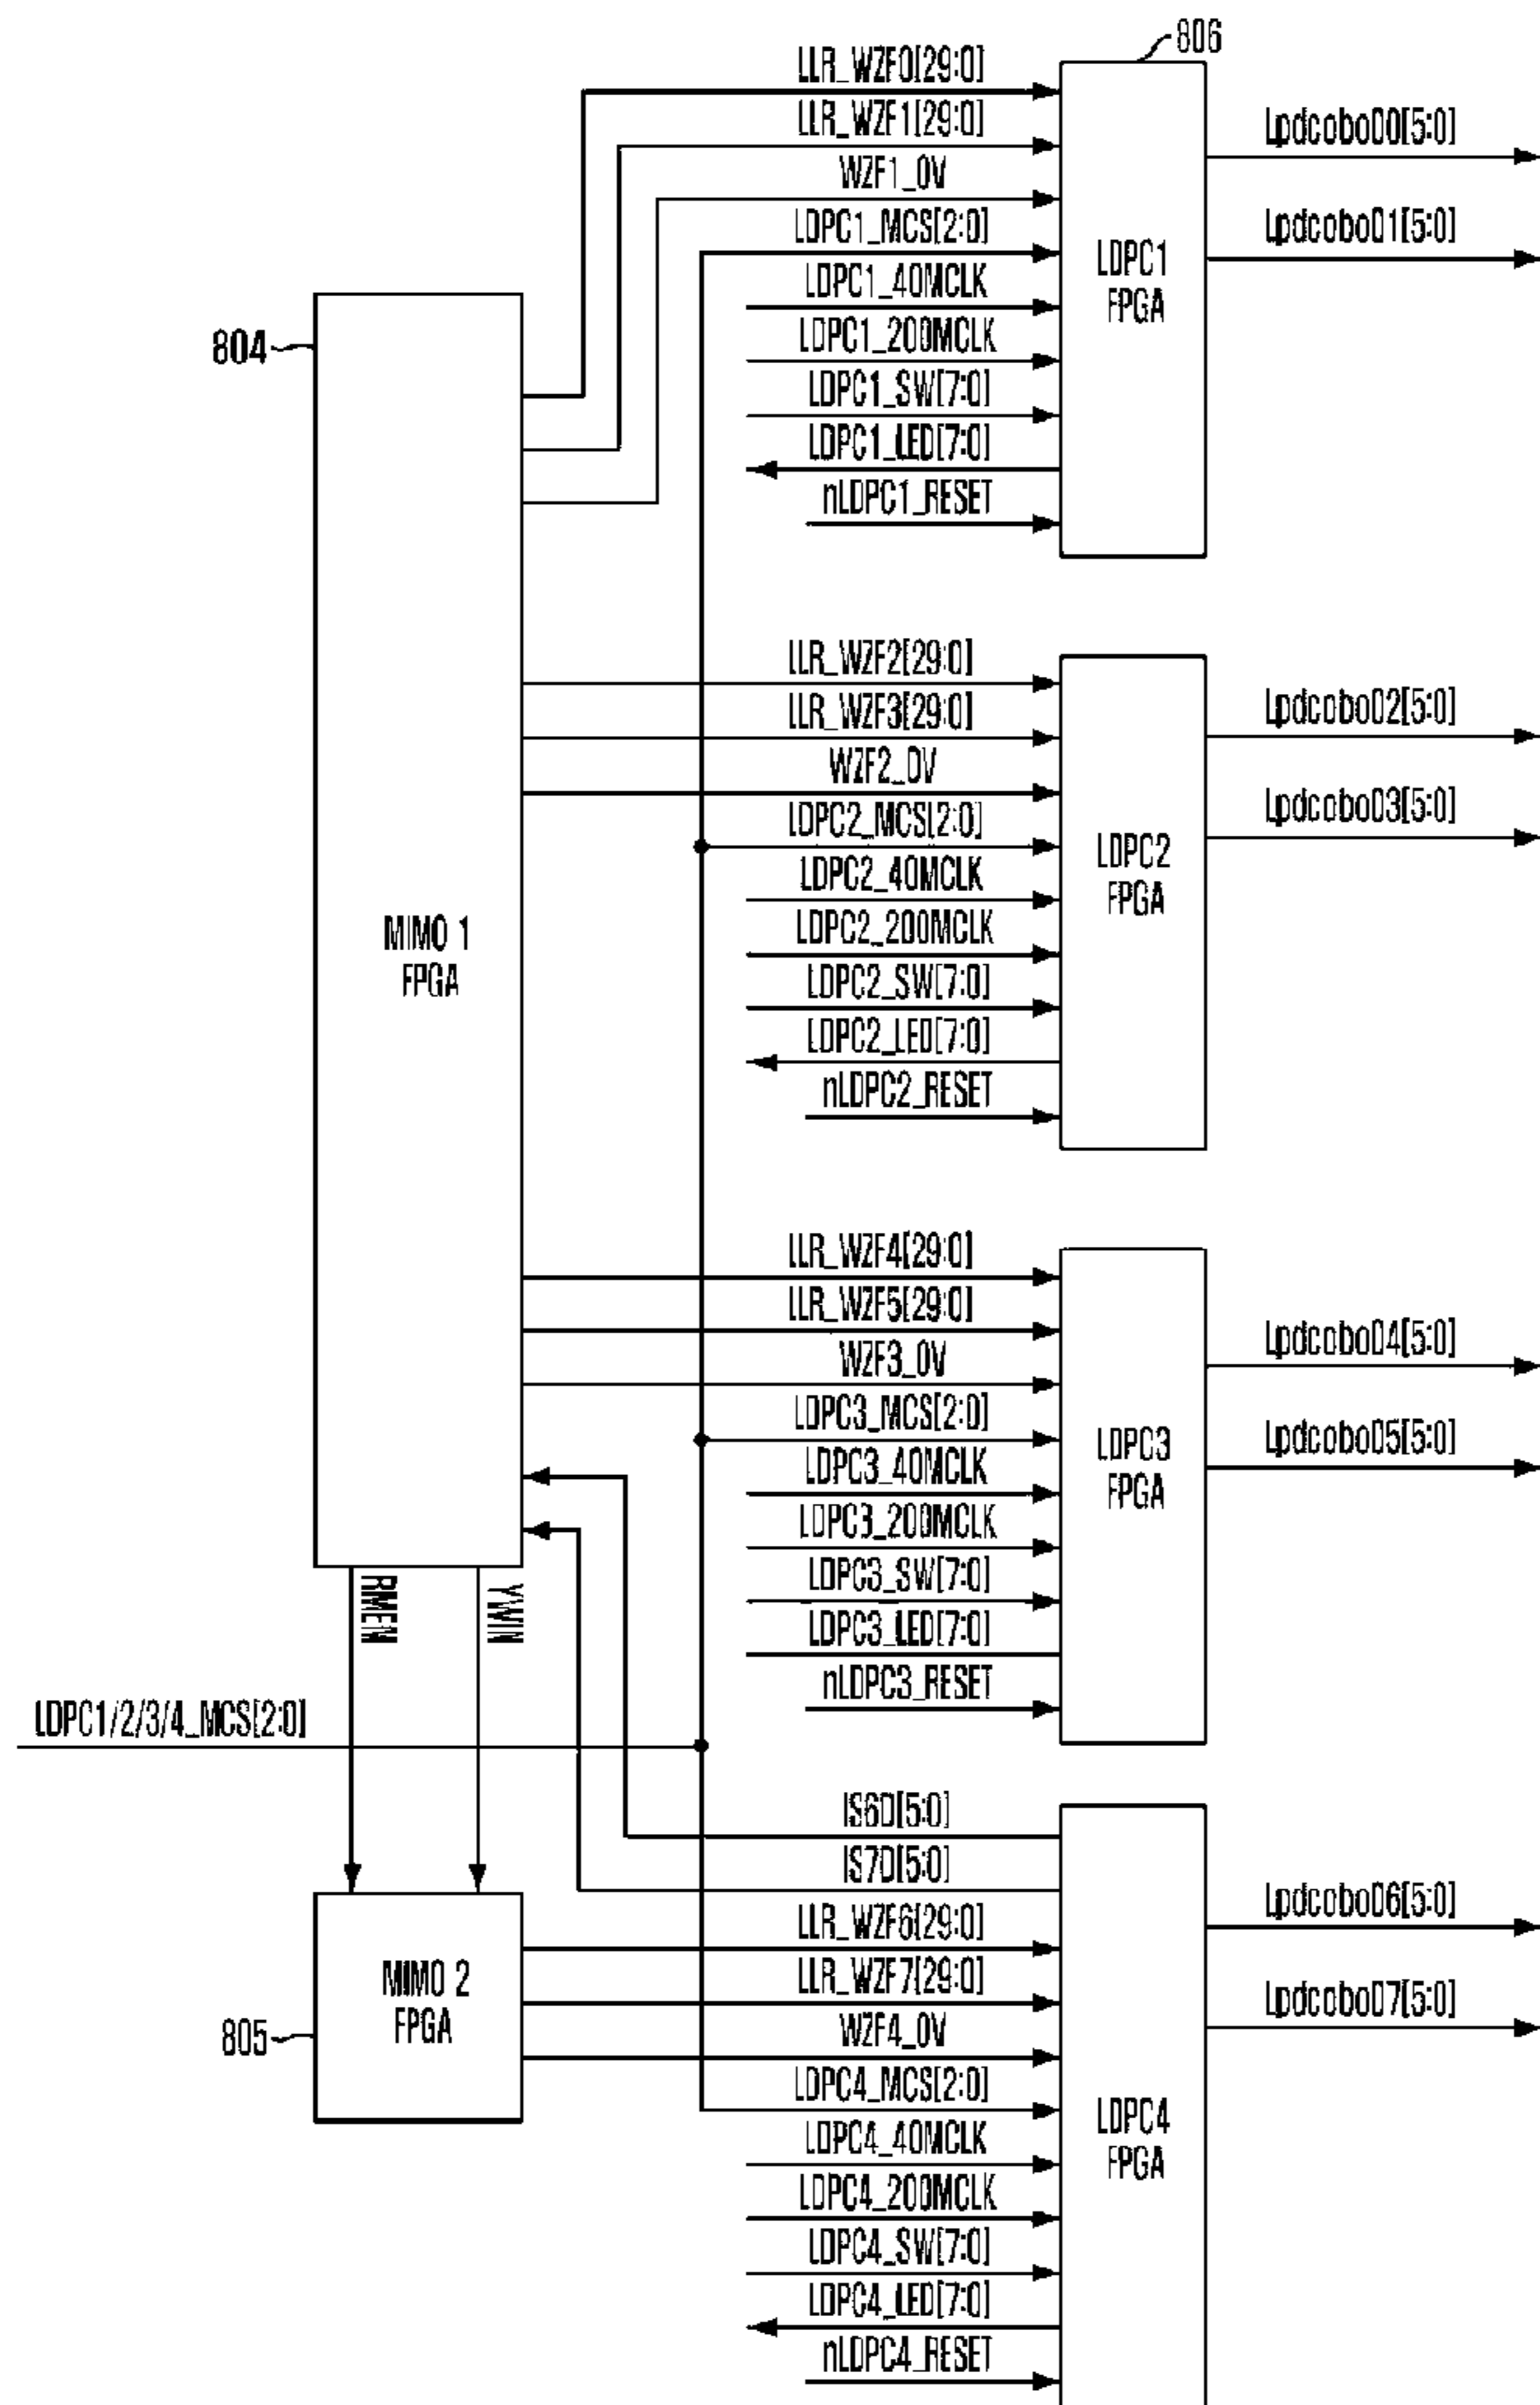 806
LLR_WZF0[29:0]
LLR_WZF1[29:0]
WZF1_OV
LDPC1_MCS[2:0]
LDPC1_40MCLK
LDPC1_200MCLK
LDPC1_SW[7:0]
LDPC1_LED[7:0]
nLDPC1_RESET
LDPC1
FPGA
Lpdcobo00[5:0]
Lpdcobo01[5:0]
804
MIMO 1
FPGA
LLR_WZF2[29:0]
LLR_WZF3[29:0]
WZF2_OV
LDPC2_MCS[2:0]
LDPC2_40MCLK
LDPC2_200MCLK
LDPC2_SW[7:0]
LDPC2_LED[7:0]
nLDPC2_RESET
LDPC2
FPGA
Lpdcobo02[5:0]
Lpdcobo03[5:0]
LLR_WZF4[29:0]
LLR_WZF5[29:0]
WZF3_OV
LDPC3_MCS[2:0]
LDPC3_40MCLK
LDPC3_200MCLK
LDPC3_SW[7:0]
LDPC3_LED[7:0]
nLDPC3_RESET
LDPC3
FPGA
Lpdcobo04[5:0]
Lpdcobo05[5:0]
RMEN
YWIN
LDPC1/2/3/4_MCS[2:0]
805
MIMO 2
FPGA
IS6D[5:0]
IS7D[5:0]
LLR_WZF6[29:0]
LLR_WZF7[29:0]
WZF4_OV
LDPC4_MCS[2:0]
LDPC4_40MCLK
LDPC4_200MCLK
LDPC4_SW[7:0]
LDPC4_LED[7:0]
nLDPC4_RESET
LDPC4
FPGA
Lpdcobo06[5:0]
Lpdcobo07[5:0]